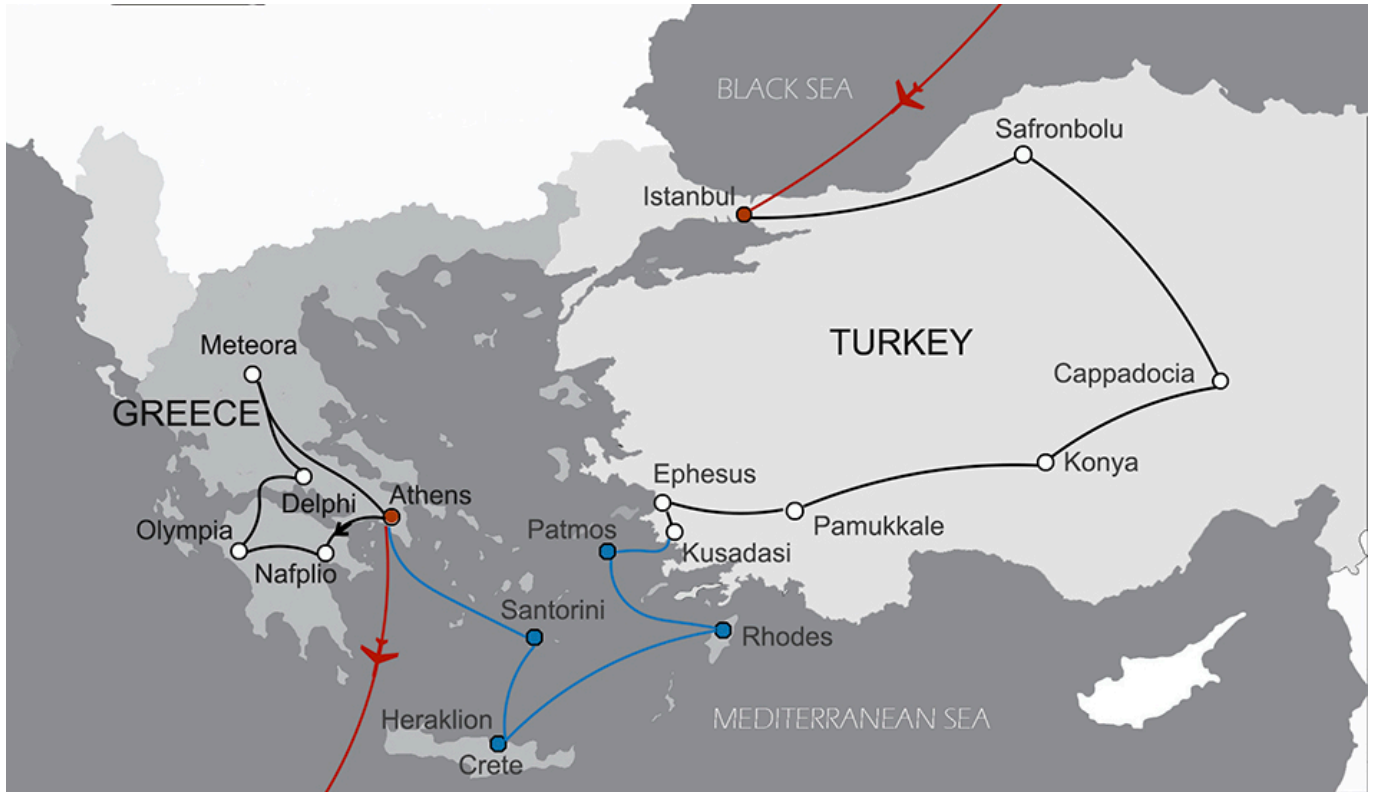 BLACK SEA
Safronbolu
Istanbul
TURKEY
Meteora
Cappadocia
GREECE
Konya
Ephesus
Delphi
Athens
Pamukkale
Olympia
Patmos
Kusadasi
Nafplio
Santorini
Rhodes
Heraklion
MEDITERRANEAN SEA
Crete